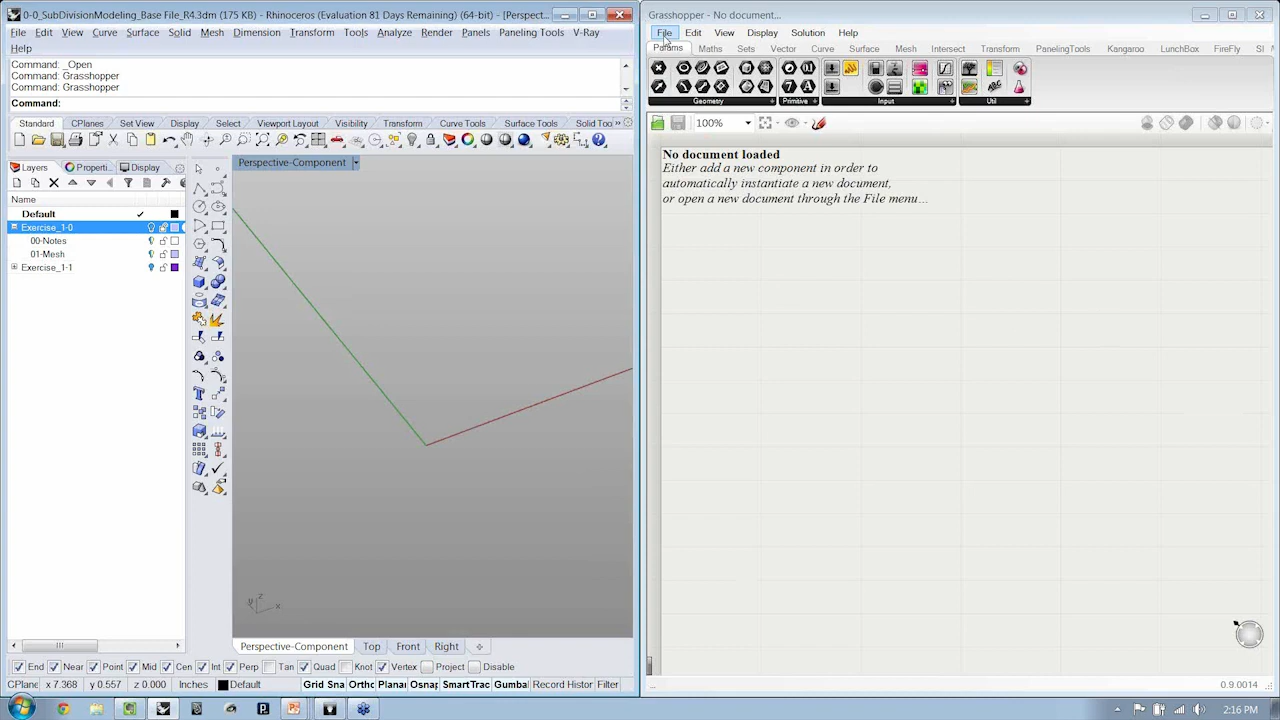 0-0_SubDivisionModeling_Base File_R4.3dm (175 KB) - Rhinoceros (Evaluation 81 Days Remaining) (64-bit) - [Perspect...
File Edit View Curve Surface Solid Mesh Dimension Transform Tools Analyze Render Panels Paneling Tools V-Ray
Help
Command: _Open
Command: Grasshopper
Command: Grasshopper
Command:
Standard CPlanes Set View Display Select Viewport Layout Visibility Transform Curve Tools Surface Tools Solid Too »
Layers Properti... Display
Perspective-Component
Name
Default
Exercise_1-0
00-Notes
01-Mesh
Exercise_1-1
z
y
x
Perspective-Component Top Front Right
End Near Point Mid Cen Int Perp Tan Quad Knot Vertex Project Disable
CPlane x 7.368 y 0.557 z 0.000 Inches Default Grid Sna Ortho Planar Osnap SmartTrac Gumba Record Histor Filter
Grasshopper - No document...
File Edit View Display Solution Help
Params Maths Sets Vector Curve Surface Mesh Intersect Transform PanelingTools Kangaroo LunchBox FireFly
Geometry Primitive Input Util
100%
No document loaded
Either add a new component in order to
automatically instantiate a new document,
or open a new document through the File menu…
...
0.9.0014
2:16 PM